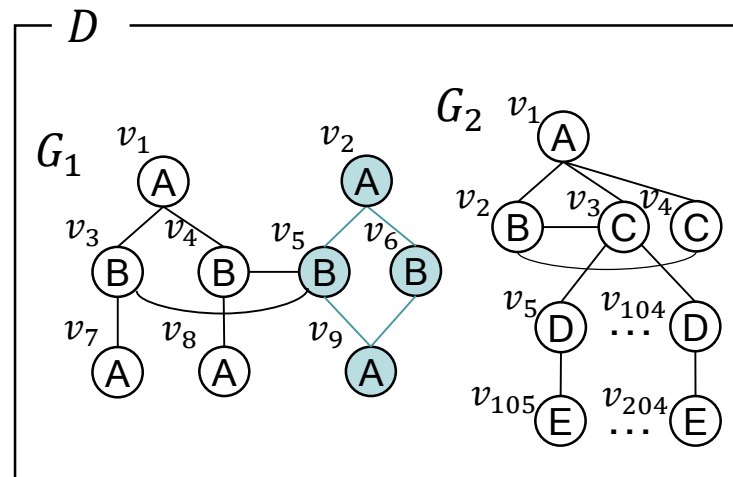 D
G₁
v₁
v₂
A
A
v₃
v₄
v₅
v₆
B
B
B
B
v₇
v₈
v₉
A
A
A
G₂
v₁
A
v₂
v₃
v₄
B
C
C
v₅
v₁₀₄
D
...
D
v₁₀₅
v₂₀₄
E
...
E